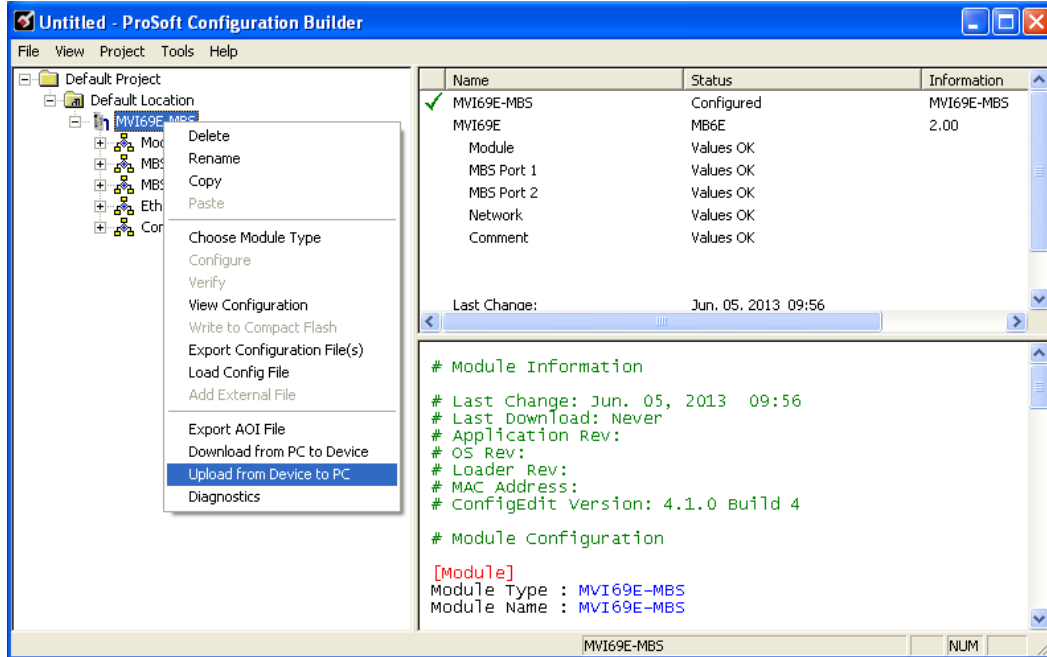 Untitled - ProSoft Configuration Builder
File View Project Tools Help
Default Project
Default Location
MVI69E-MBS
Mod
MBS
MBS
Eth
Cor
Delete
Rename
Copy
Paste
Choose Module Type
Configure
Verify
View Configuration
Write to Compact Flash
Export Configuration File(s)
Load Config File
Add External File
Export AOI File
Download from PC to Device
Upload from Device to PC
Diagnostics
Name Status Information
MVI69E-MBS Configured MVI69E-MBS
MVI69E MB6E 2.00
Module Values OK
MBS Port 1 Values OK
MBS Port 2 Values OK
Network Values OK
Comment Values OK
Last Change: Jun. 05. 2013 09:56
# Module Information
# Last Change: Jun. 05, 2013 09:56
# Last Download: Never
# Application Rev:
# OS Rev:
# Loader Rev:
# MAC Address:
# ConfigEdit Version: 4.1.0 Build 4
# Module Configuration
[Module]
Module Type : MVI69E-MBS
Module Name : MVI69E-MBS
MVI69E-MBS NUM